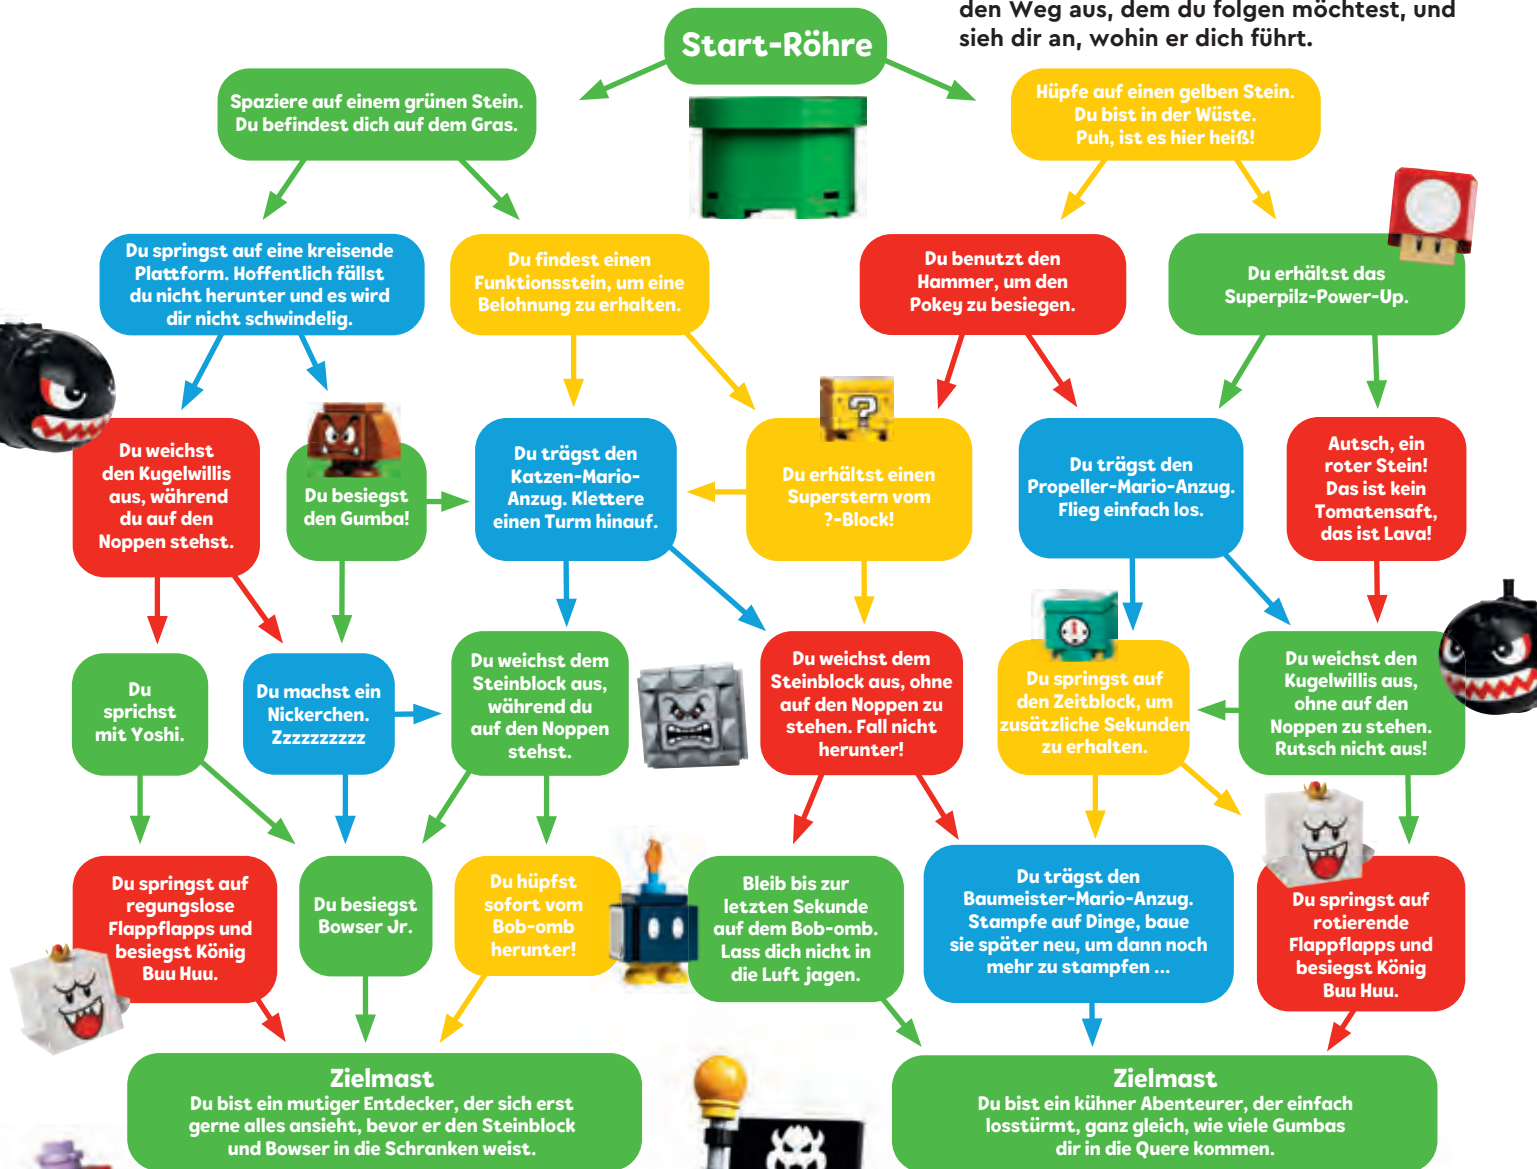 den Weg aus, dem du folgen möchtest, und
sieh dir an, wohin er dich führt.
Start-Röhre
Spaziere auf einem grünen Stein.
Du befindest dich auf dem Gras.
Hüpfe auf einen gelben Stein.
Du bist in der Wüste.
Puh, ist es hier heiß!
Du springst auf eine kreisende
Plattform. Hoffentlich fällst
du nicht herunter und es wird
dir nicht schwindelig.
Du findest einen
Funktionsstein, um eine
Belohnung zu erhalten.
Du benutzt den
Hammer, um den
Pokey zu besiegen.
Du erhältst das
Superpilz-Power-Up.
Du weichst
den Kugelwillis
aus, während
du auf den
Noppen stehst.
Du besiegst
den Gumba!
Du trägst den
Katzen-Mario-
Anzug. Klettere
einen Turm hinauf.
?
Du erhältst einen
Superstern vom
?-Block!
Du trägst den
Propeller-Mario-Anzug.
Flieg einfach los.
Autsch, ein
roter Stein!
Das ist kein
Tomatensaft,
das ist Lava!
Du
sprichst
mit Yoshi.
Du machst ein
Nickerchen.
Zzzzzzzzzz
Du weichst dem
Steinblock aus,
während du
auf den Noppen
stehst.
Du weichst dem
Steinblock aus, ohne
auf den Noppen zu
stehen. Fall nicht
herunter!
Du springst auf
den Zeitblock, um
zusätzliche Sekunden
zu erhalten.
Du weichst den
Kugelwillis aus,
ohne auf den
Noppen zu stehen.
Rutsch nicht aus!
Du springst auf
regungslose
Flappflapps und
besiegst König
Buu Huu.
Du besiegst
Bowser Jr.
Du hüpfst
sofort vom
Bob-omb
herunter!
Bleib bis zur
letzten Sekunde
auf dem Bob-omb.
Lass dich nicht in
die Luft jagen.
Du trägst den
Baumeister-Mario-Anzug.
Stampfe auf Dinge, baue
sie später neu, um dann noch
mehr zu stampfen ...
Du springst auf
rotierende
Flappflapps und
besiegst König
Buu Huu.
Zielmast
Du bist ein mutiger Entdecker, der sich erst
gerne alles ansieht, bevor er den Steinblock
und Bowser in die Schranken weist.
Zielmast
Du bist ein kühner Abenteurer, der einfach
losstürmt, ganz gleich, wie viele Gumbas
dir in die Quere kommen.